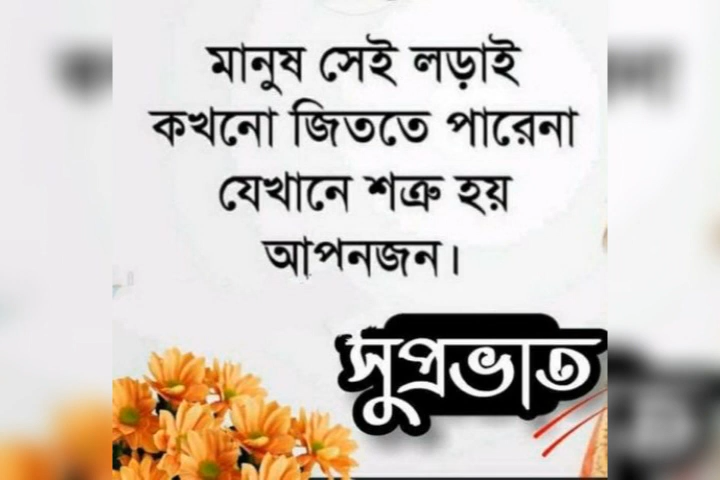 মানুষ সেই লড়াই
কখনো জিততে পারেনা
যেখানে শত্রু হয়
আপনজন।
সুপ্রভাত